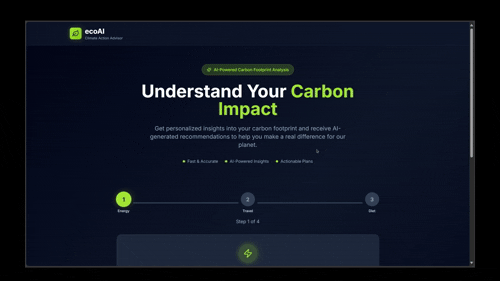 ecoAI
Climate Action Advisor
AI-Powered Carbon Footprint Analysis
Understand Your Carbon
Impact
Get personalized insights into your carbon footprint and receive AI-
generated recommendations to help you make a real difference for our
planet.
Fast & Accurate
AI-Powered Insights
Actionable Plans
1
2
3
Energy
Travel
Diet
Step 1 of 4